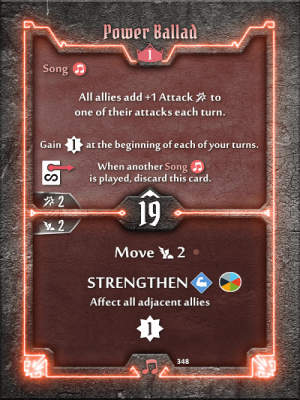 Power Ballad
1
Song
All allies add +1 Attack to
one of their attacks each turn.
Gain 1 at the beginning of each of your turns.
When another Song
is played, discard this card.
2
19
2
Move 2
STRENGTHEN
Affect all adjacent allies
1
348